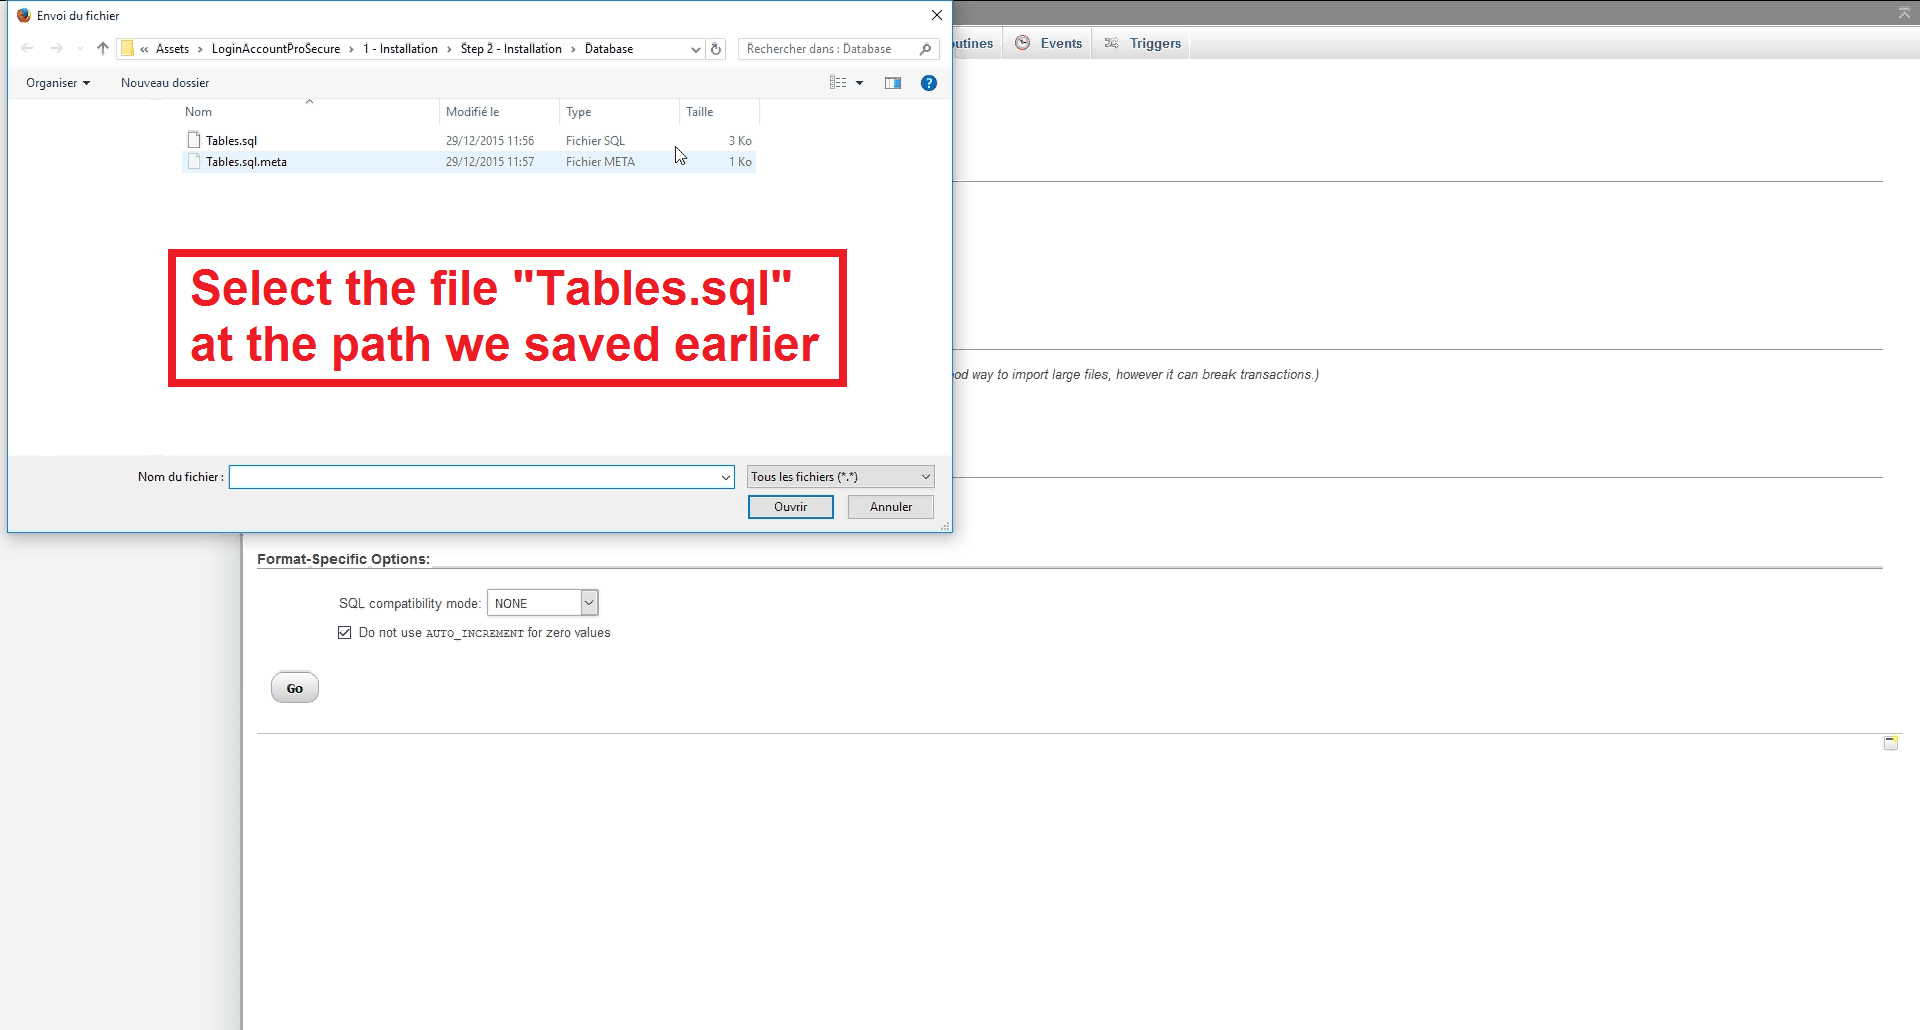 Envoi du fichier
« Assets › LoginAccountProSecure › 1 - Installation › Step 2 - Installation › Database
Rechercher dans : Database
Organiser
Nouveau dossier
?
Nom
Modifié le
Type
Taille
Tables.sql 29/12/2015 11:56 Fichier SQL 3 Ko
Tables.sql.meta 29/12/2015 11:57 Fichier META 1 Ko
Select the file "Tables.sql"
at the path we saved earlier
Nom du fichier :
Tous les fichiers (*.*)
Ouvrir
Annuler
outines
Events
Triggers
od way to import large files, however it can break transactions.)
Format-Specific Options:
SQL compatibility mode: NONE
Do not use AUTO_INCREMENT for zero values
Go